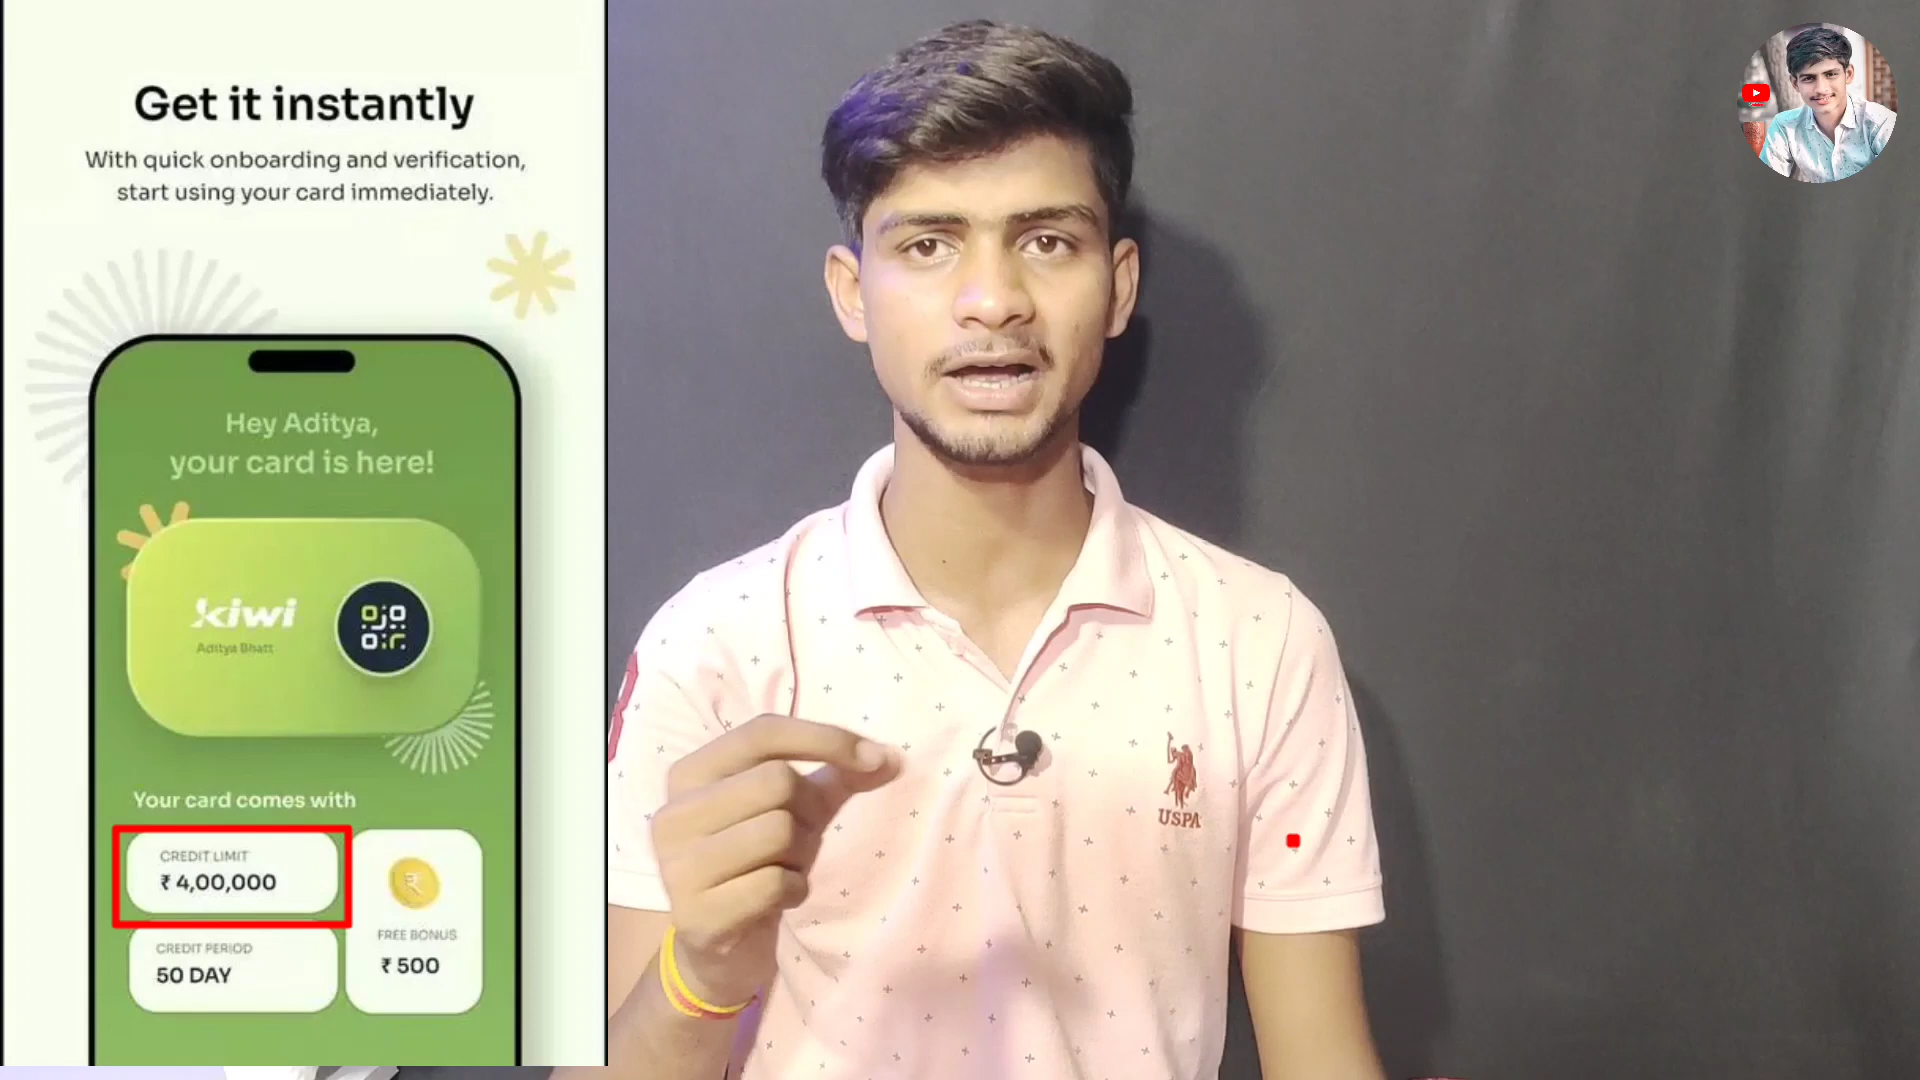 Get it instantly
With quick onboarding and verification,
start using your card immediately.
Hey Aditya,
your card is here!
kiwi
Aditya Bhatt
Your card comes with
CREDIT LIMIT
₹ 4,00,000
CREDIT PERIOD
50 DAY
FREE BONUS
₹ 500
USPA